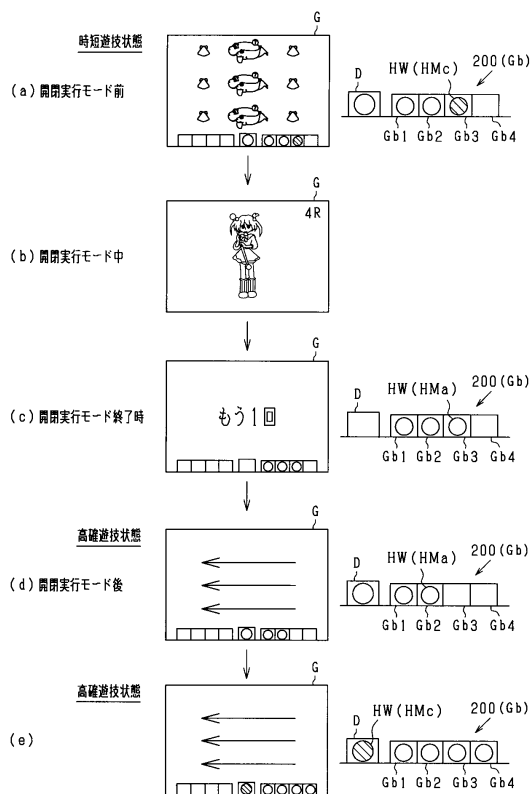 時短遊技状態
G
(a) 開閉実行モード前
D
HW(HMc)
200(Gb)
Gb1 Gb2 Gb3 Gb4
G
4R
(b) 開閉実行モード中
G
(c) 開閉実行モード終了時
もう1回
D
HW(HMa)
200(Gb)
Gb1 Gb2 Gb3 Gb4
高確遊技状態
G
(d) 開閉実行モード後
D
HW(HMa)
200(Gb)
Gb1 Gb2 Gb3 Gb4
高確遊技状態
G
(e)
D
HW(HMc)
200(Gb)
Gb1 Gb2 Gb3 Gb4